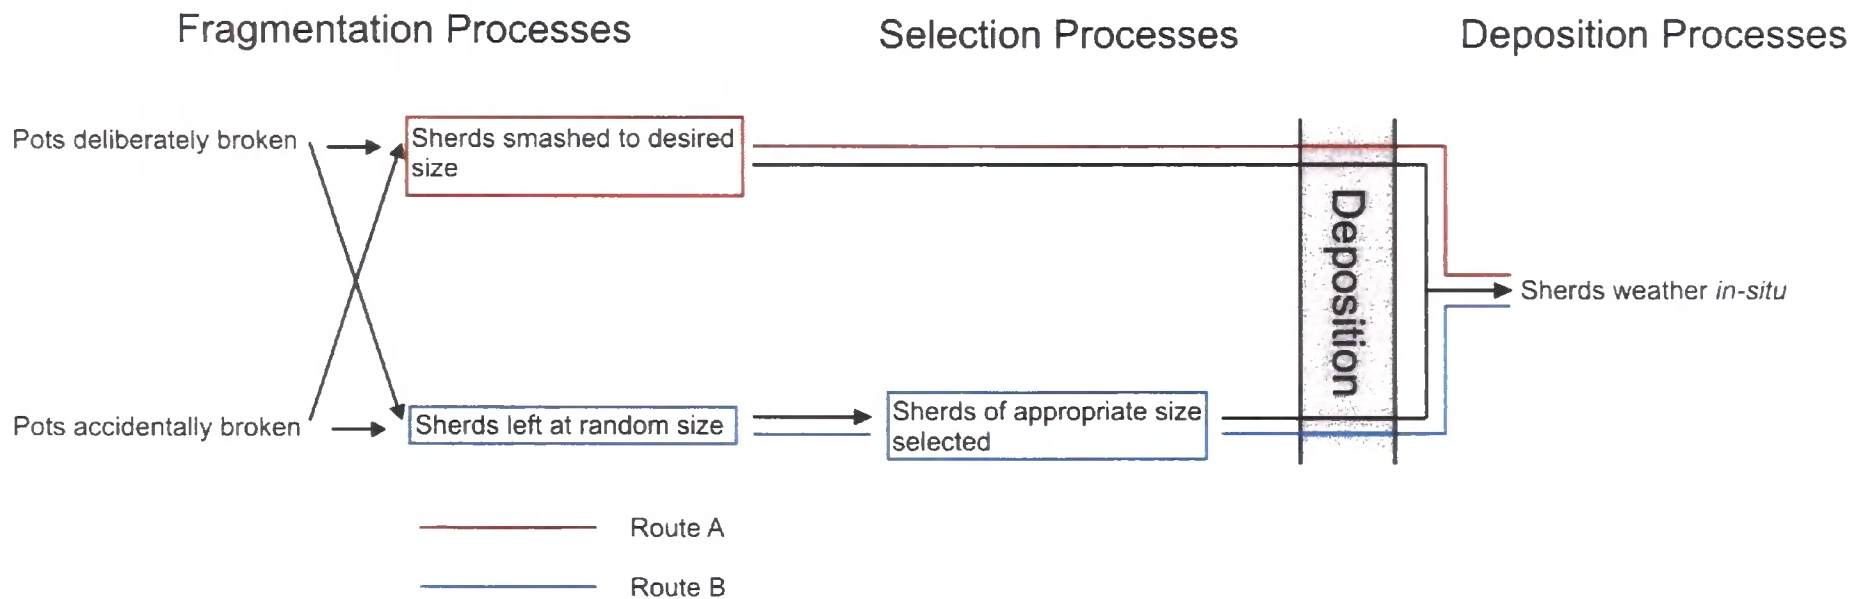 Fragmentation Processes
Selection Processes
Deposition Processes
Pots deliberately broken
Sherds smashed to desired
size
Deposition
Sherds weather in-situ
Pots accidentally broken
Sherds left at random size
Sherds of appropriate size
selected
Route A
Route B